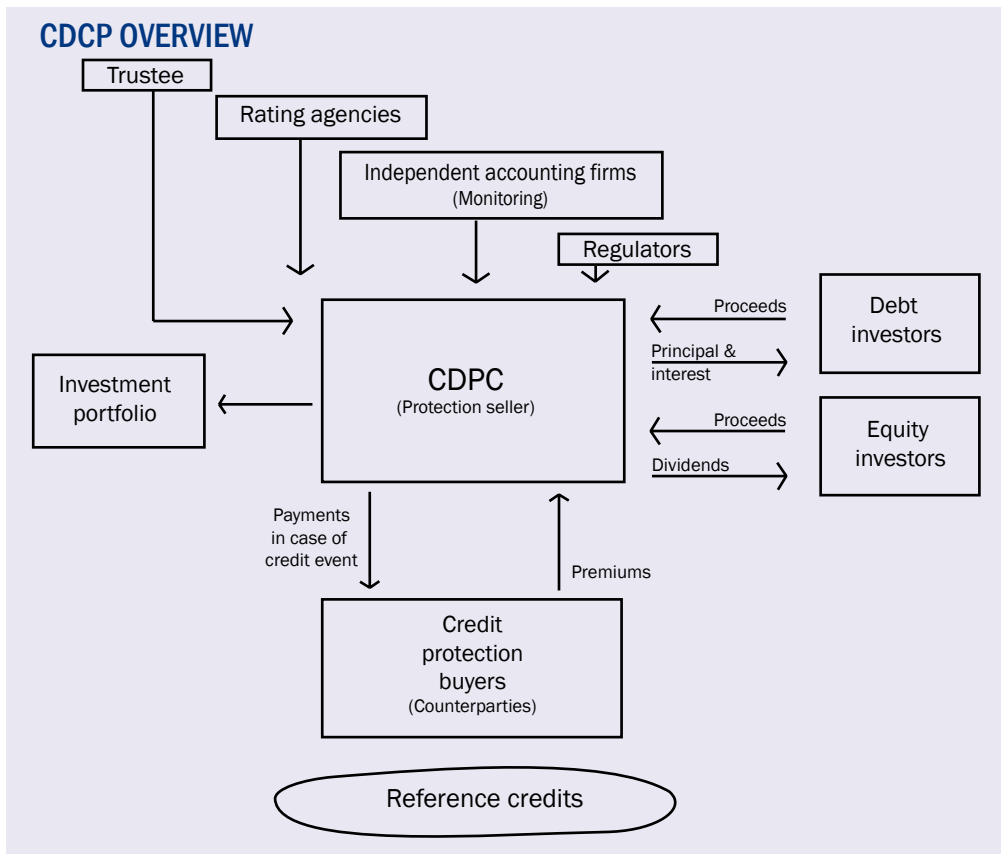 CDCP OVERVIEW
Trustee
Rating agencies
Independent accounting firms
(Monitoring)
Regulators
Proceeds
Debt
investors
Principal &
interest
CDPC
(Protection seller)
Investment
portfolio
Proceeds
Equity
investors
Dividends
Payments
in case of
credit event
Premiums
Credit
protection
buyers
(Counterparties)
Reference credits